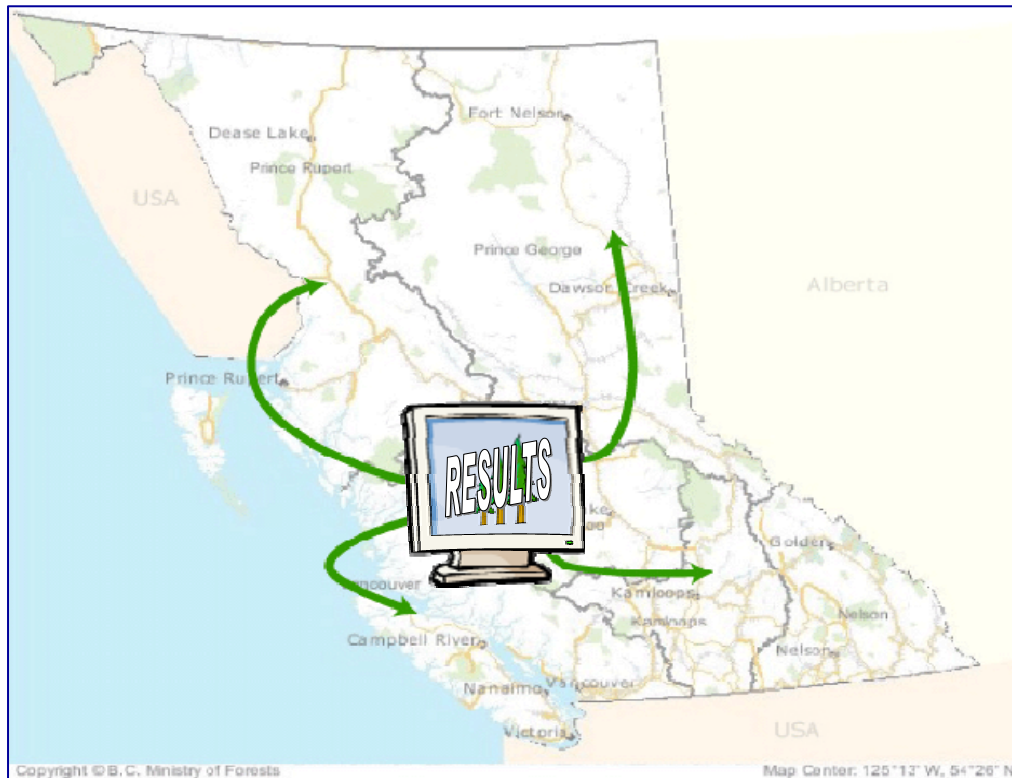 Fort Nelson
Dease Lake
Prince Rupert
USA
Prince George
Dawson Creek
Alberta
Prince Rupert
RESULTS
Golden
Kamloops
Kamloops
Nelson
Campbell River
Nelson
Nanaimo
Vancouver
Victoria
USA
Copyright © B.C. Ministry of Forests
Map Center: 125°13' W, 54°26' N